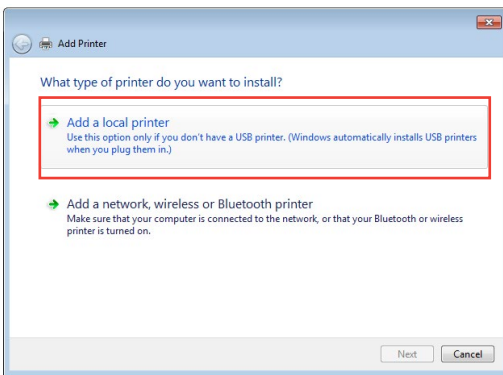 Add Printer
What type of printer do you want to install?
Add a local printer
Use this option only if you don't have a USB printer. (Windows automatically installs USB printers
when you plug them in.)
Add a network, wireless or Bluetooth printer
Make sure that your computer is connected to the network, or that your Bluetooth or wireless
printer is turned on.
Next
Cancel